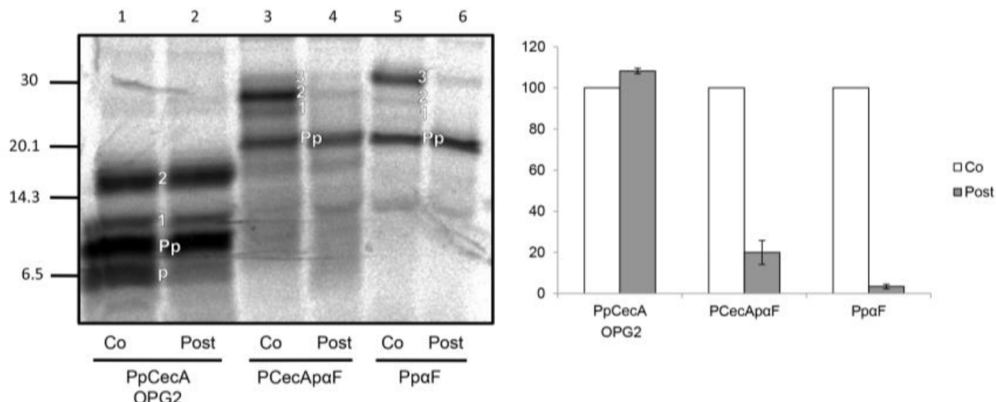 1 2 3 4 5 6
30
20.1
14.3
6.5
3
2
1
Pp
3
2
1
Pp
2
1
Pp
p
Co Post Co Post Co Post
PpCecA OPG2
PCecApαF
PpαF
120
100
80
60
40
20
0
PpCecA OPG2
PCecApαF
PpαF
Co
Post